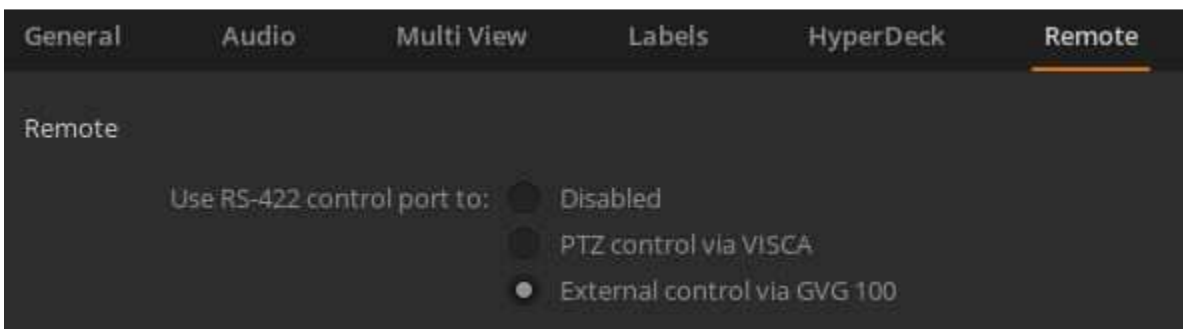 General Audio Multi View Labels HyperDeck Remote
Remote
Use RS-422 control port to: Disabled
PTZ control via VISCA
External control via GVG 100